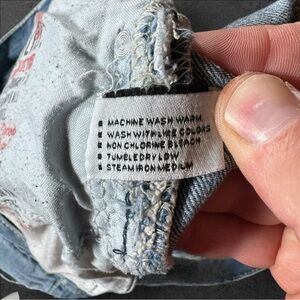 MACHINE WASH WARM
WASH WITH LIKE COLORS
NON CHLORINE BLEACH
TUMBLE DRY LOW
STEAM IRON MEDIUM